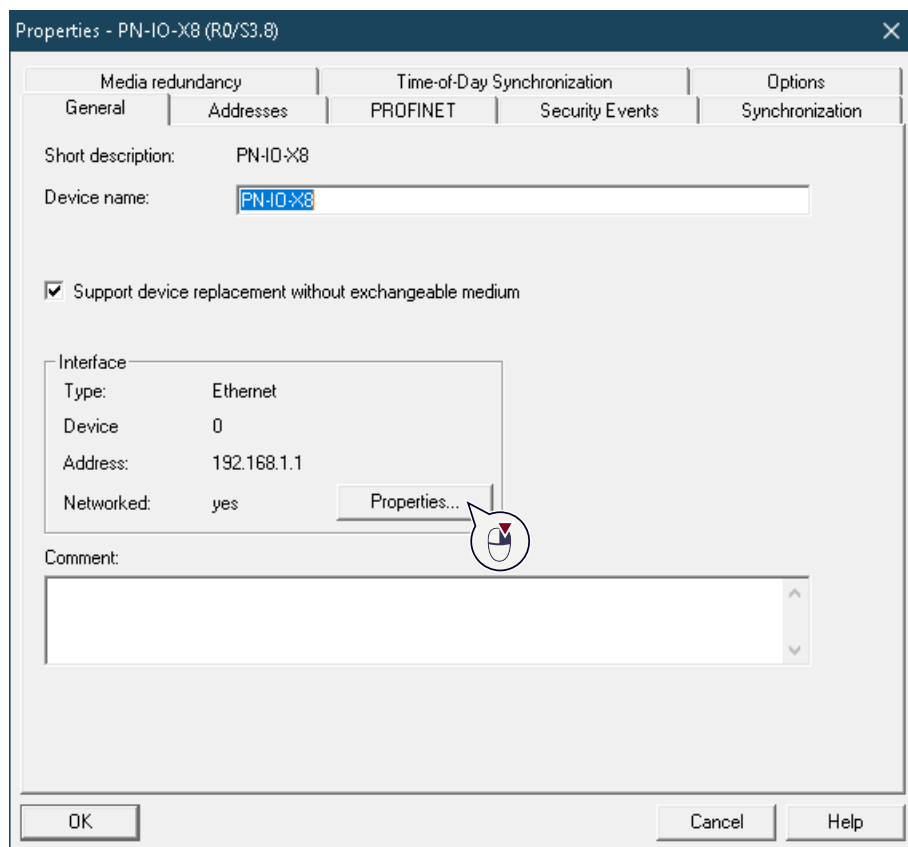 Properties - PN-IO-X8 (R0/S3.8)
Media redundancy Time-of-Day Synchronization Options
General Addresses PROFINET Security Events Synchronization
Short description: PN-IO-X8
Device name: PN-IO-X8
Support device replacement without exchangeable medium
Interface
Type: Ethernet
Device 0
Address: 192.168.1.1
Networked: yes Properties...
Comment:
OK Cancel Help